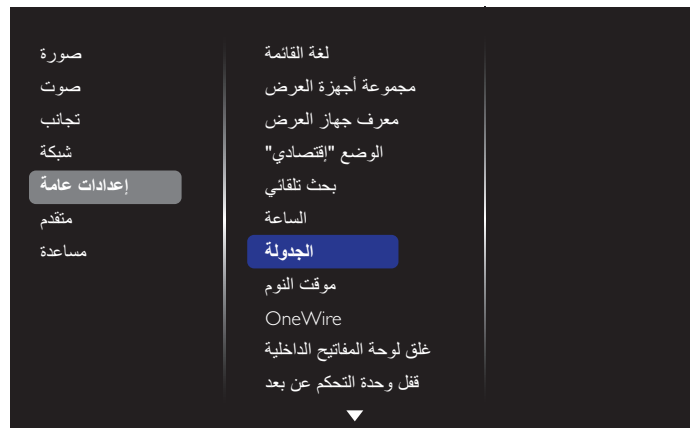 صورة
صوت
تجانب
شبكة
إعدادات عامة
متقدم
مساعدة
لغة القائمة
مجموعة أجهزة العرض
معرف جهاز العرض
الوضع "إقتصادي"
بحث تلقائي
الساعة
الجدولة
موقت النوم
OneWire
غلق لوحة المفاتيح الداخلية
قفل وحدة التحكم عن بعد